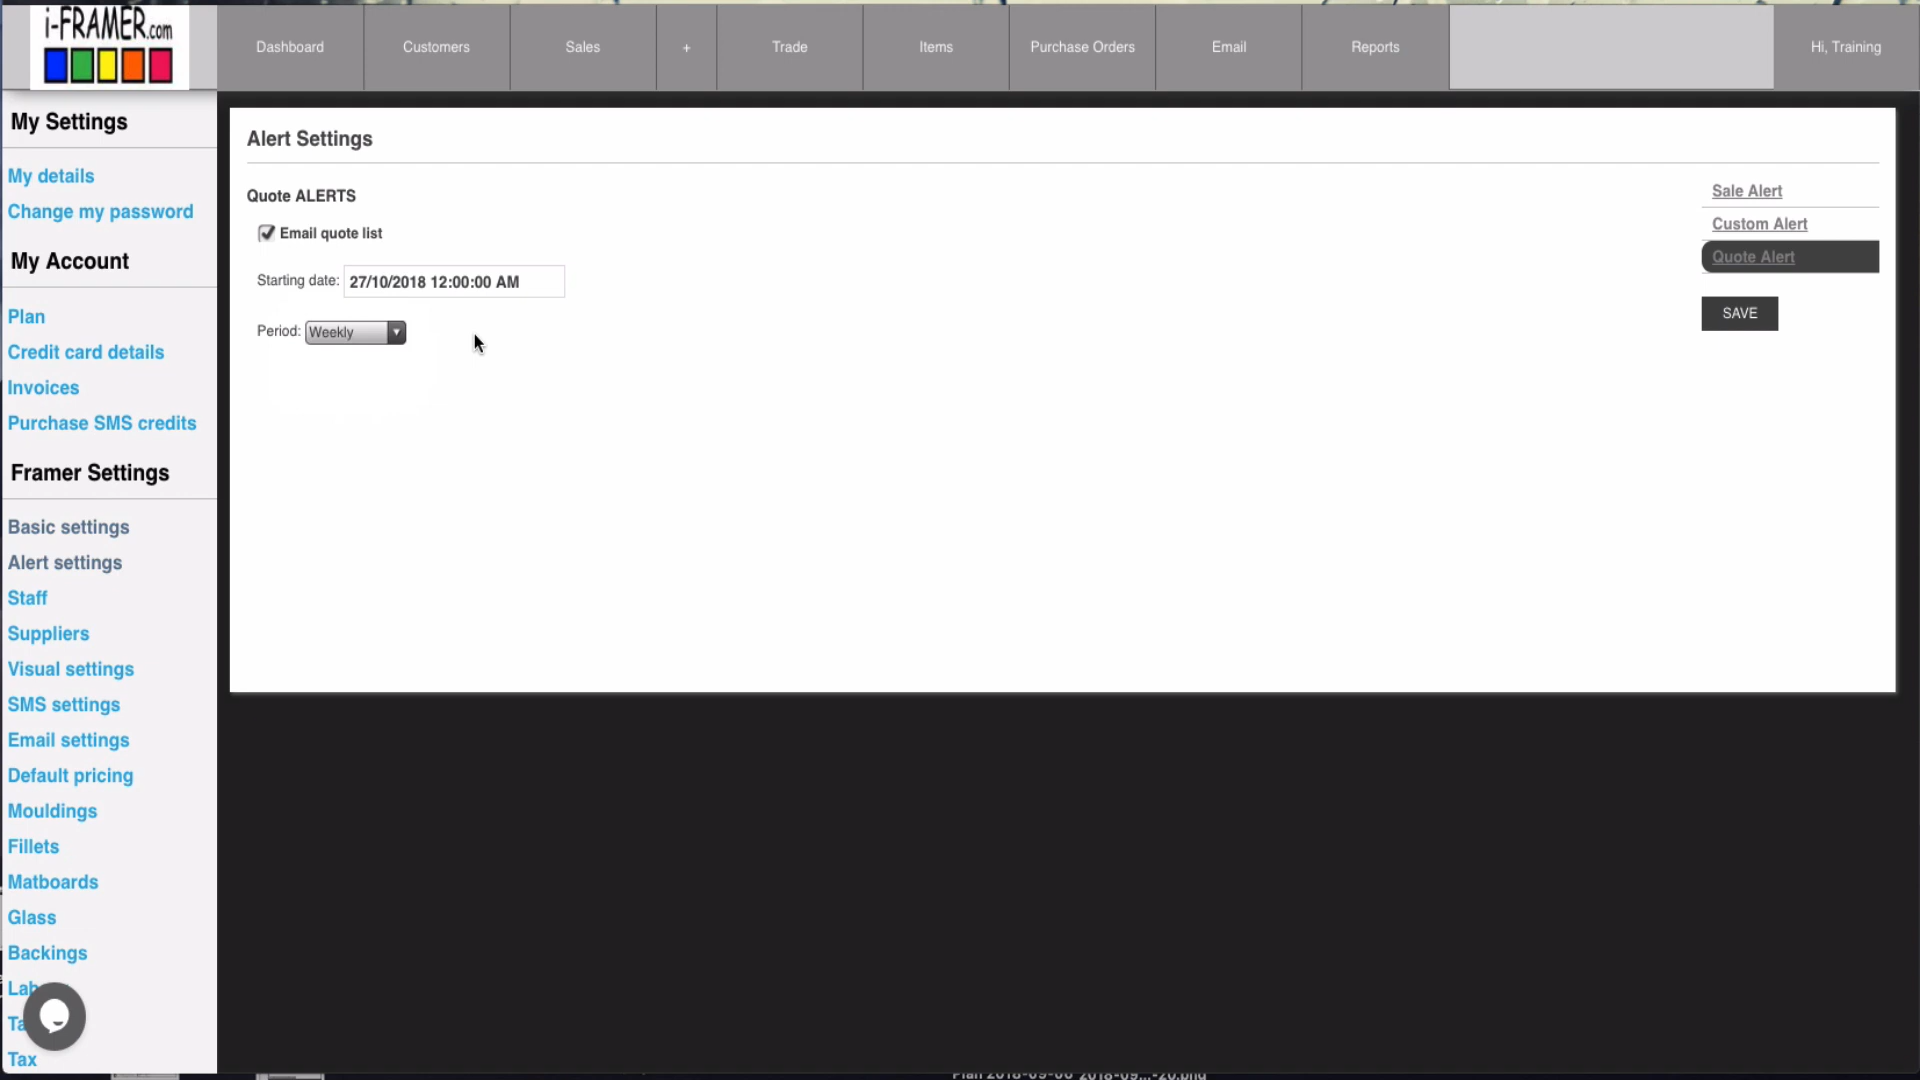 i-FRAMER.com
Dashboard
Customers
Sales
+
Trade
Items
Purchase Orders
Email
Reports
Hi, Training
My Settings
My details
Change my password
My Account
Plan
Credit card details
Invoices
Purchase SMS credits
Framer Settings
Basic settings
Alert settings
Staff
Suppliers
Visual settings
SMS settings
Email settings
Default pricing
Mouldings
Fillets
Matboards
Glass
Backings
Tax
Alert Settings
Quote ALERTS
Email quote list
Starting date: 27/10/2018 12:00:00 AM
Period: Weekly
Sale Alert
Custom Alert
Quote Alert
SAVE